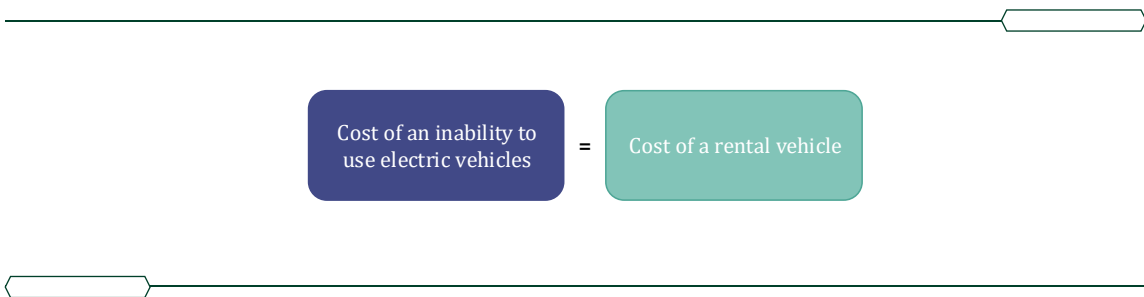 Cost of an inability to
use electric vehicles
=
Cost of a rental vehicle